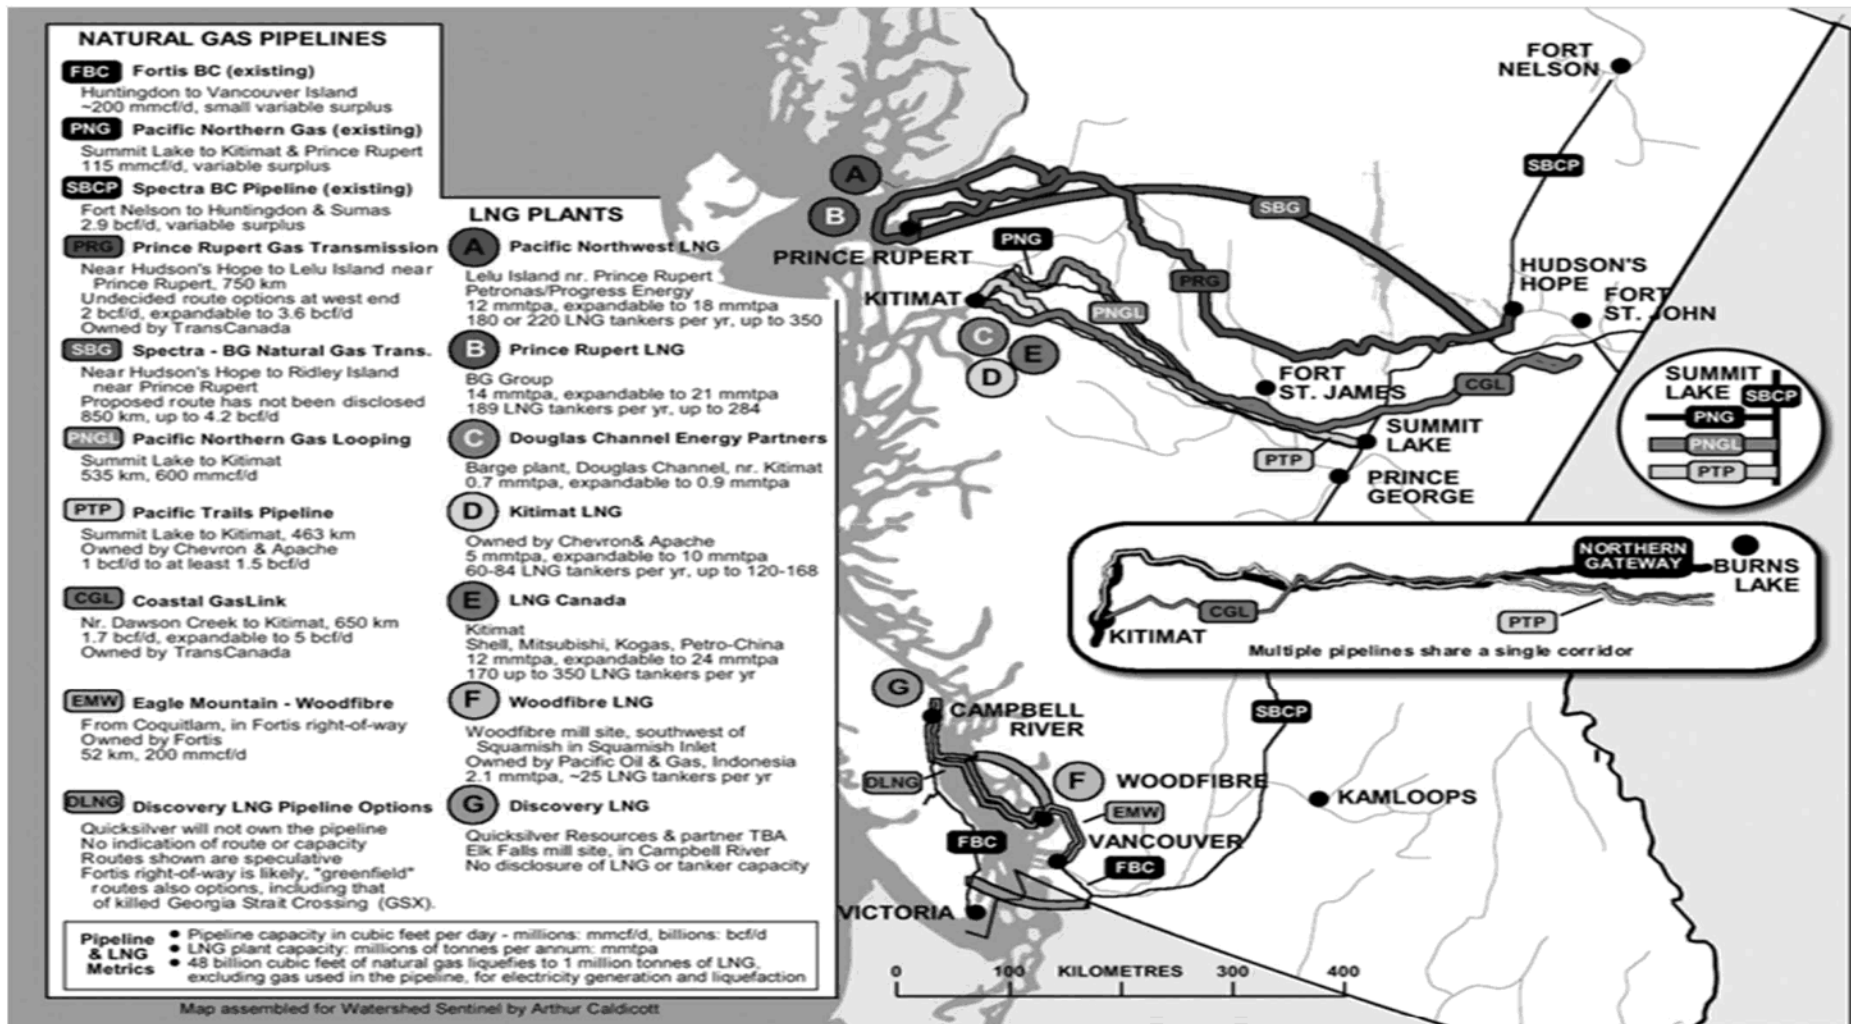 NATURAL GAS PIPELINES
FBC Fortis BC (existing)
Huntingdon to Vancouver Island
~200 mmcf/d, small variable surplus
PNG Pacific Northern Gas (existing)
Summit Lake to Kitimat & Prince Rupert
115 mmcf/d, variable surplus
SBCP Spectra BC Pipeline (existing)
Fort Nelson to Huntingdon & Sumas
2.9 bcf/d, variable surplus
PRG Prince Rupert Gas Transmission
Near Hudson's Hope to Lelu Island near
Prince Rupert, 750 km
Undecided route options at west end
2 bcf/d, expandable to 3.6 bcf/d
Owned by TransCanada
SBG Spectra - BG Natural Gas Trans.
Near Hudson's Hope to Ridley Island
near Prince Rupert
Proposed route has not been disclosed
850 km, up to 4.2 bcf/d
PNGL Pacific Northern Gas Looping
Summit Lake to Kitimat
535 km, 600 mmcf/d
PTP Pacific Trails Pipeline
Summit Lake to Kitimat, 463 km
Owned by Chevron & Apache
1 bcf/d to at least 1.5 bcf/d
CGL Coastal GasLink
Nr. Dawson Creek to Kitimat, 650 km
1.7 bcf/d, expandable to 5 bcf/d
Owned by TransCanada
EMW Eagle Mountain - Woodfibre
From Coquitlam, in Fortis right-of-way
Owned by Fortis
52 km, 200 mmcf/d
DLNG Discovery LNG Pipeline Options
Quicksilver will not own the pipeline
No indication of route or capacity
Routes shown are speculative
Fortis right-of-way is likely, "greenfield"
routes also options, including that
of killed Georgia Strait Crossing (GSX).
LNG PLANTS
A Pacific Northwest LNG
Lelu Island nr. Prince Rupert
Petronas/Progress Energy
12 mmtpa, expandable to 18 mmtpa
180 or 220 LNG tankers per yr, up to 350
B Prince Rupert LNG
BG Group
14 mmtpa, expandable to 21 mmtpa
189 LNG tankers per yr, up to 284
C Douglas Channel Energy Partners
Barge plant, Douglas Channel, nr. Kitimat
0.7 mmtpa, expandable to 0.9 mmtpa
D Kitimat LNG
Owned by Chevron& Apache
5 mmtpa, expandable to 10 mmtpa
60-84 LNG tankers per yr, up to 120-168
E LNG Canada
Kitimat
Shell, Mitsubishi, Kogas, Petro-China
12 mmtpa, expandable to 24 mmtpa
170 up to 350 LNG tankers per yr
F Woodfibre LNG
Woodfibre mill site, southwest of
Squamish in Squamish Inlet
Owned by Pacific Oil & Gas, Indonesia
2.1 mmtpa, ~25 LNG tankers per yr
G Discovery LNG
Quicksilver Resources & partner TBA
Elk Falls mill site, in Campbell River
No disclosure of LNG or tanker capacity
Pipeline
& LNG
Metrics
● Pipeline capacity in cubic feet per day - millions: mmcf/d, billions: bcf/d
● LNG plant capacity: millions of tonnes per annum: mmtpa
● 48 billion cubic feet of natural gas liquefies to 1 million tonnes of LNG,
excluding gas used in the pipeline, for electricity generation and liquefaction
Map assembled for Watershed Sentinel by Arthur Caldicott
FORT
NELSON
SBCP
A
B
SBG
PRINCE RUPERT
PNG
KITIMAT
PRG
PNGL
HUDSON'S
HOPE
FORT
ST. JOHN
C
E
D
FORT
ST. JAMES
CGL
SUMMIT
LAKE
PTP
PRINCE
GEORGE
SUMMIT
LAKE
SBCP
PNG
PNGL
PTP
NORTHERN
GATEWAY
BURNS
LAKE
CGL
PTP
KITIMAT
Multiple pipelines share a single corridor
G
CAMPBELL
RIVER
SBCP
DLNG
F
WOODFIBRE
KAMLOOPS
EMW
FBC
VANCOUVER
FBC
VICTORIA
0 100 KILOMETRES 300 400